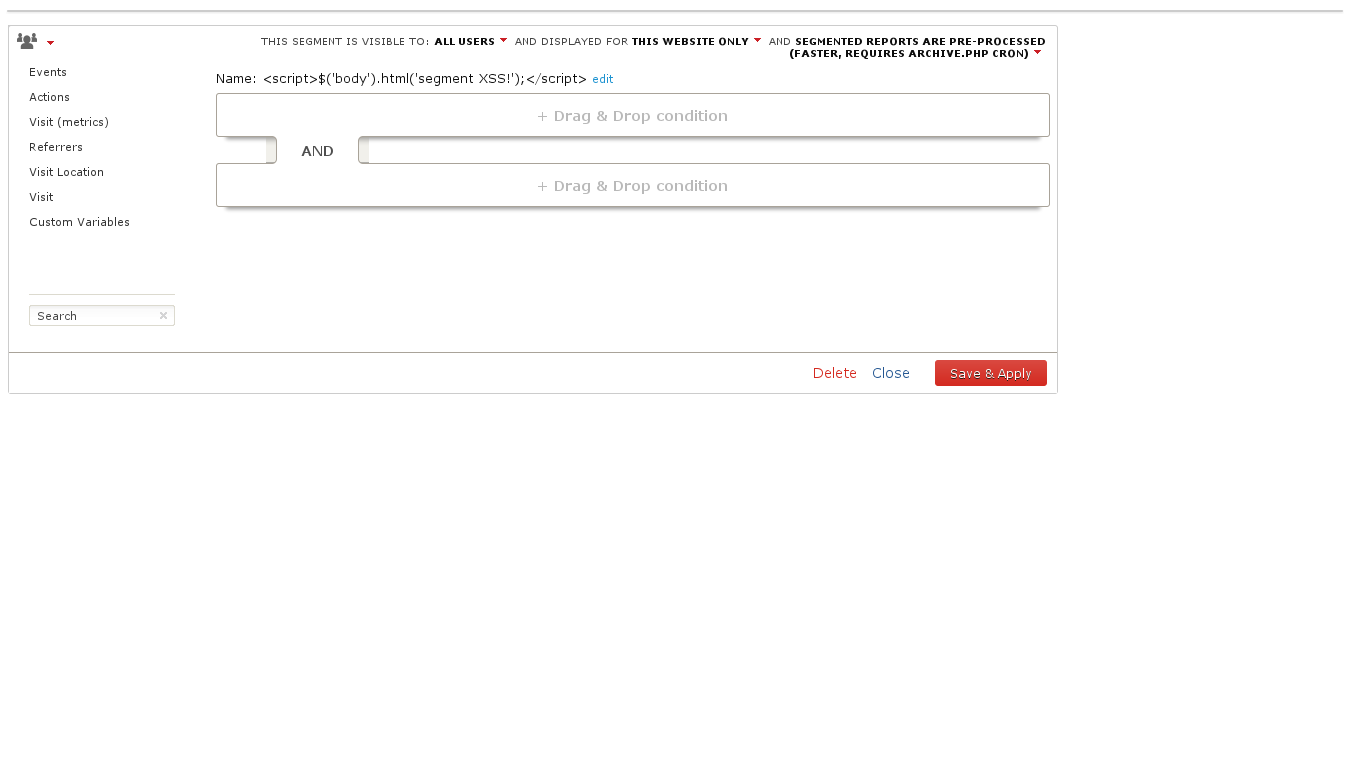 THIS SEGMENT IS VISIBLE TO: ALL USERS AND DISPLAYED FOR THIS WEBSITE ONLY AND SEGMENTED REPORTS ARE PRE-PROCESSED
(FASTER, REQUIRES ARCHIVE.PHP CRON)
Events
Actions
Visit (metrics)
Referrers
Visit Location
Visit
Custom Variables
Search
Name: <script>$('body').html('segment XSS!');</script> edit
+ Drag & Drop condition
AND
+ Drag & Drop condition
Delete Close Save & Apply